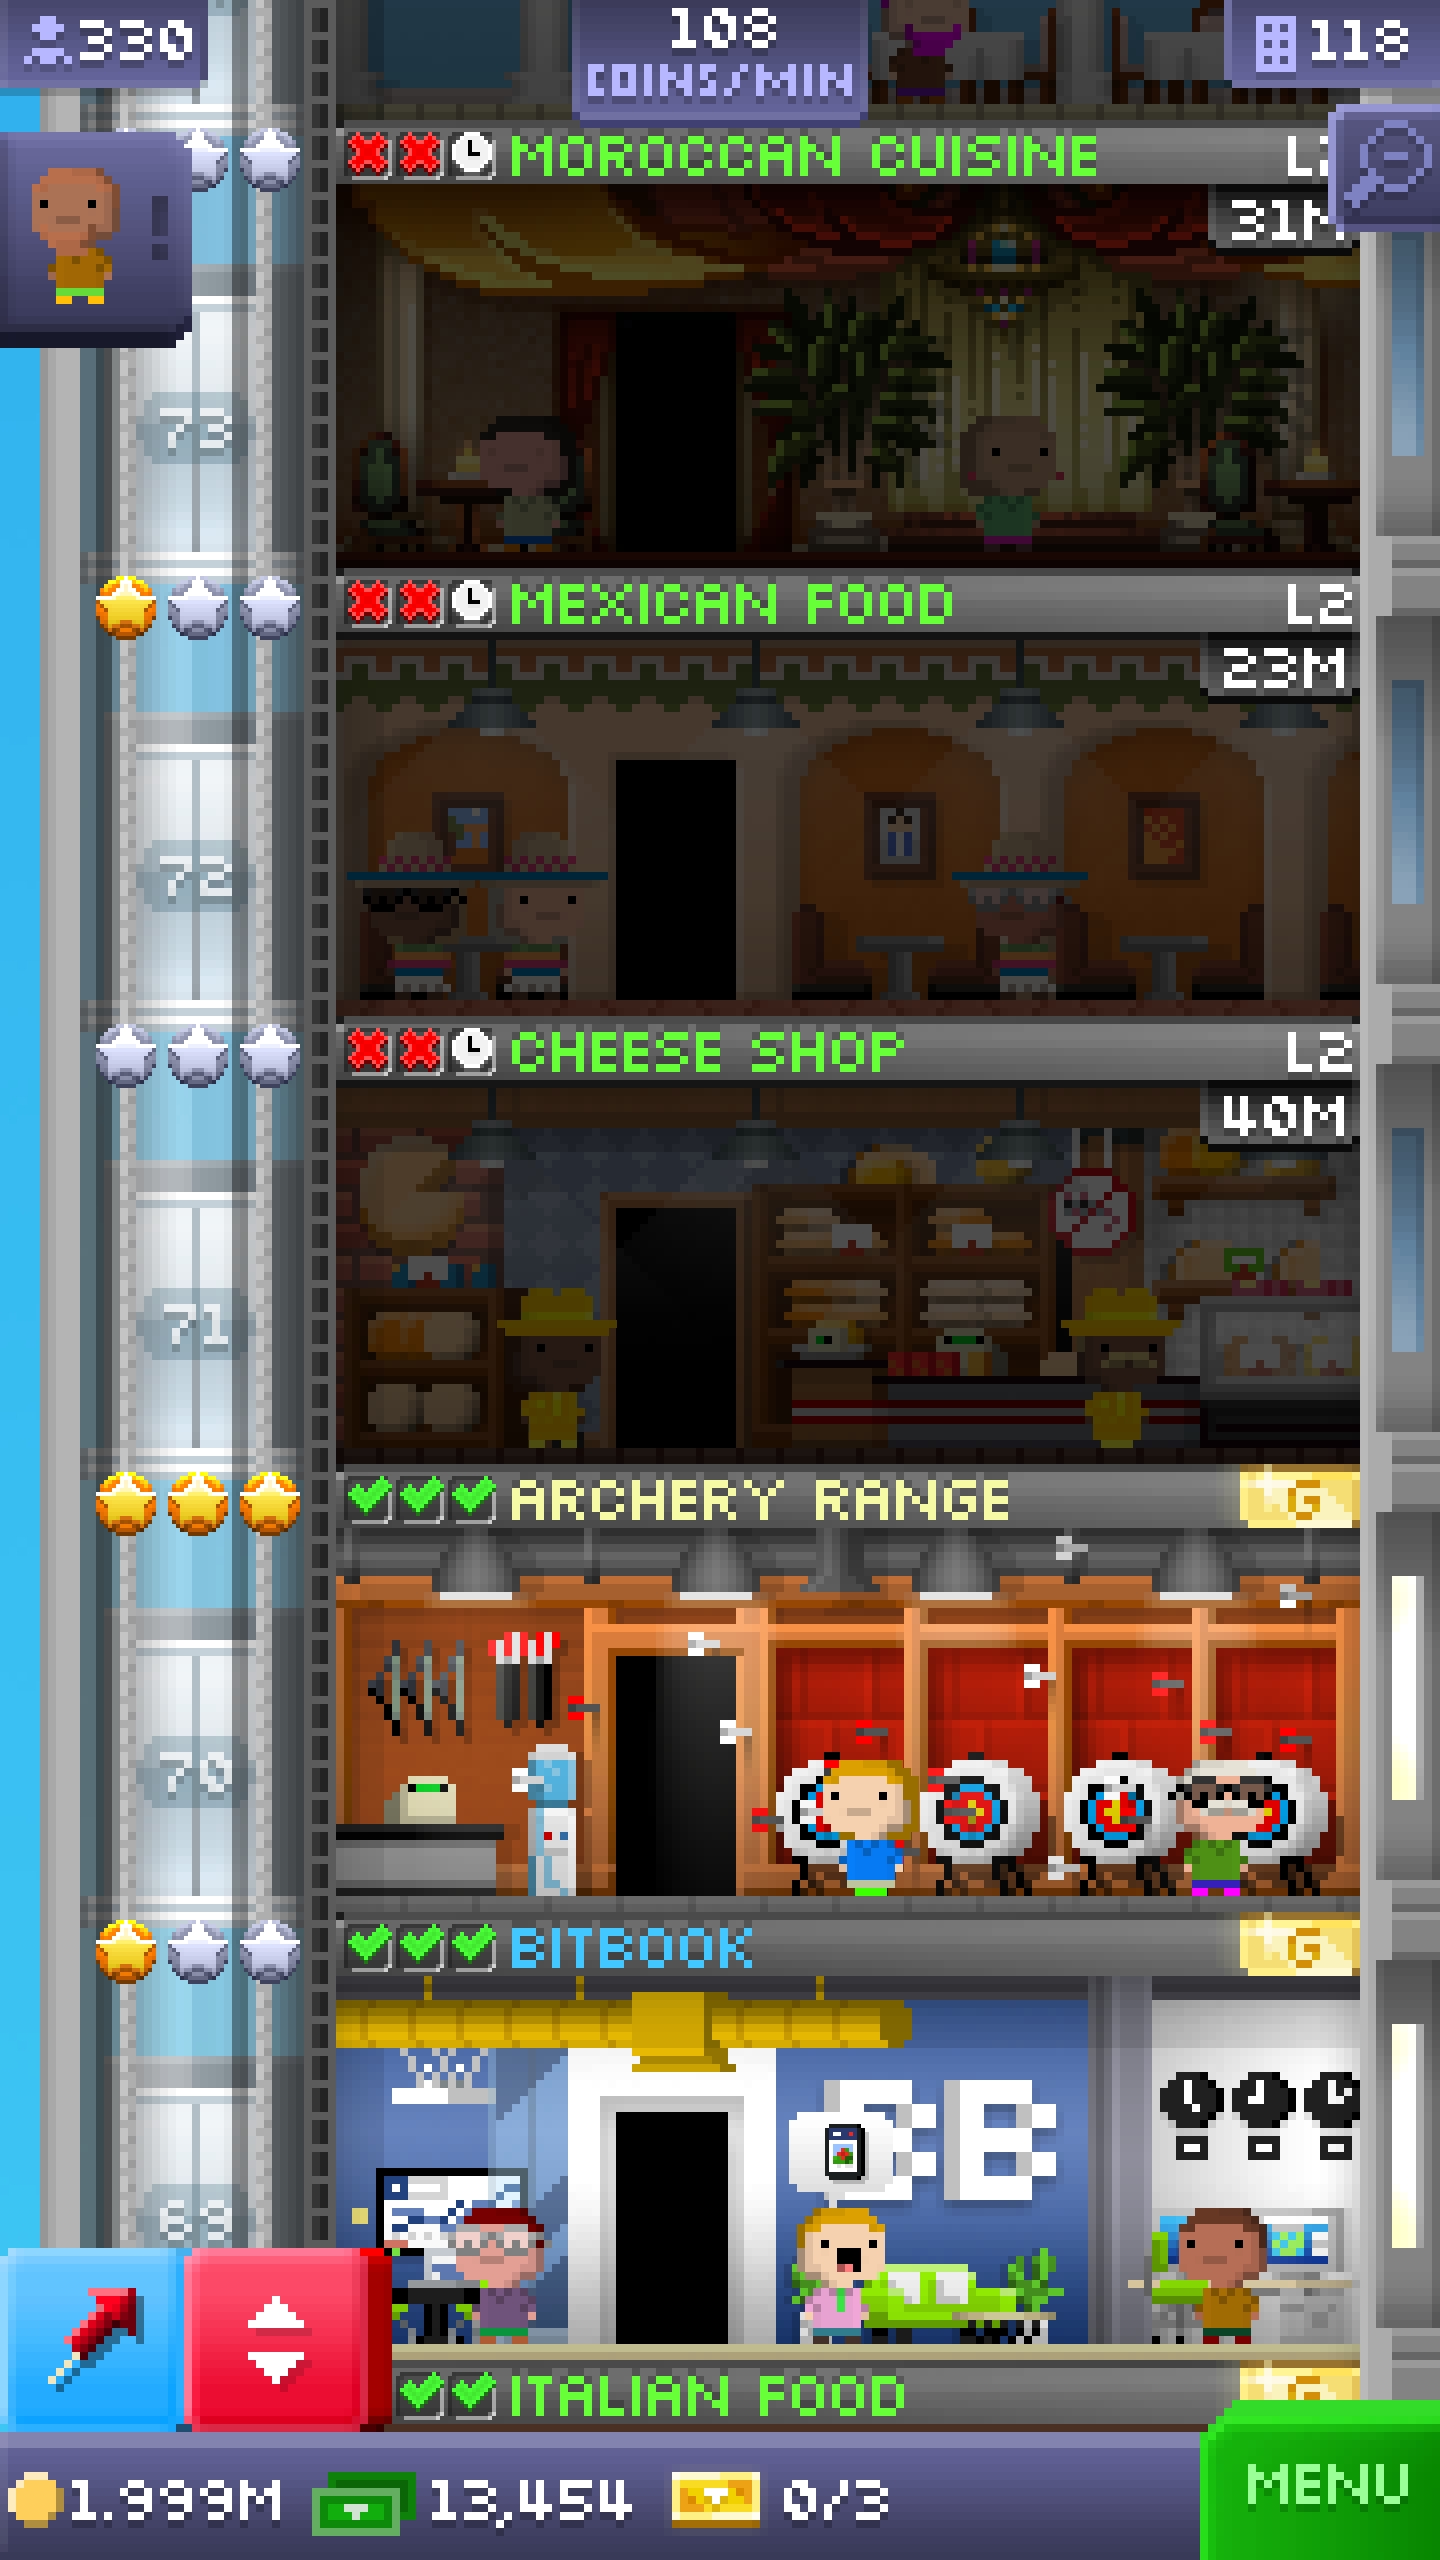 330
108
COINS/MIN
118
MOROCCAN CUISINE
31M
73
MEXICAN FOOD L2
23M
72
CHEESE SHOP L2
40M
71
ARCHERY RANGE G
70
BITBOOK G
BB
69
ITALIAN FOOD G
1.999M 13,454 0/3
MENU